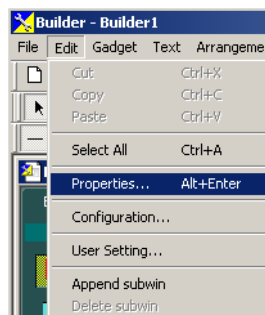 Builder - Builder1
File Edit Gadget Text Arrangeme
Cut Ctrl+X
Copy Ctrl+C
Paste Ctrl+V
Select All Ctrl+A
Properties... Alt+Enter
Configuration...
User Setting...
Append subwin
Delete subwin